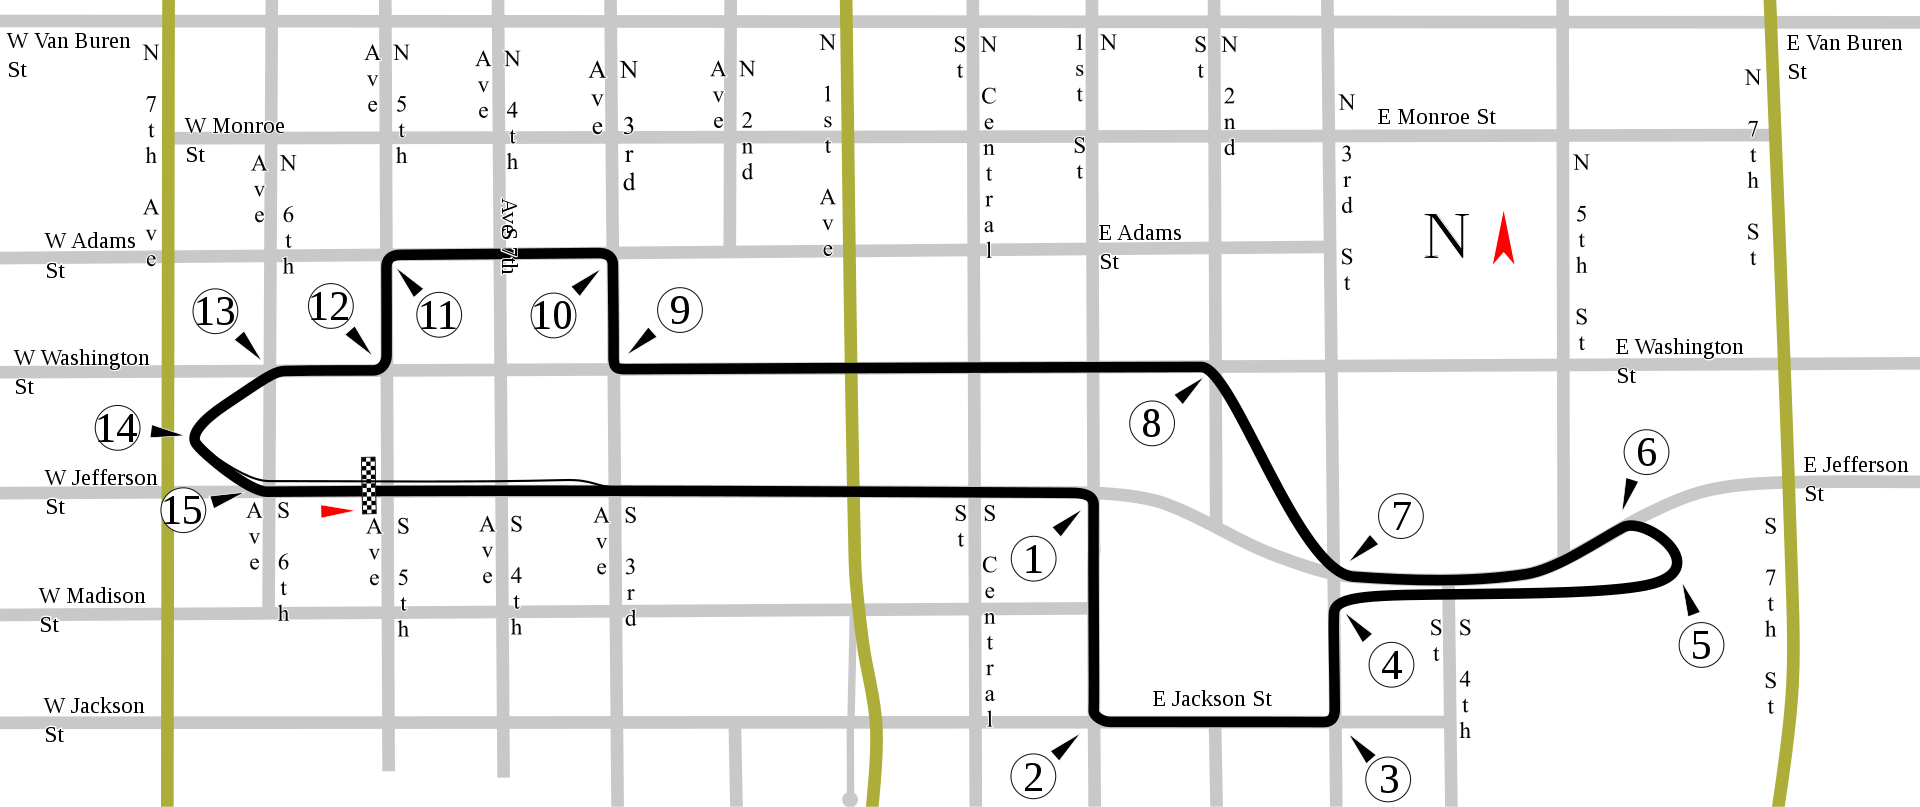 W Van Buren
St
N 7th Ave
Ave
N 5th
Ave
N 4th
Ave
N 3rd
Ave
N 2nd
N 1st Ave
St
N Central
1st St
N
St
N 2nd
N 3rd St
E Monroe St
N 7th St
E Van Buren
St
W Monroe
St
Ave
N 6th
N 5th St
W Adams
St
Ave
S 7th
E Adams
St
N
13
12
11
10
9
W Washington
St
E Washington
St
14
8
6
W Jefferson
St
E Jefferson
St
15
Ave
S 6th
Ave
S 5th
Ave
S 4th
Ave
S 3rd
St
S Central
1
7
S 7th St
W Madison
St
St
S 4th
4
5
W Jackson
St
E Jackson St
2
3